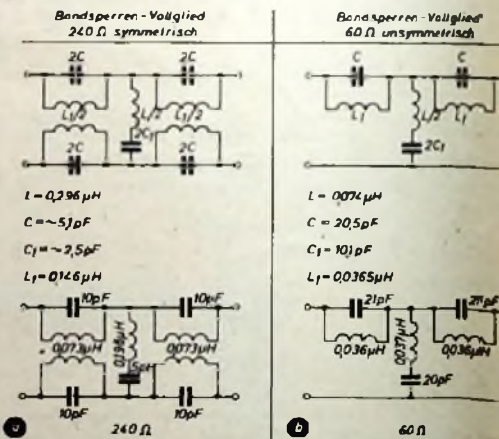 Bandsperren-Vollglied
240 Ω symmetrisch
2C 2C
L1/2 L/2 L1/2
2C1
2C 2C
L = 0,296 µH
C = ~5,1 pF
C1 = ~2,5 pF
L1 = 0,146 µH
10pF 10pF
0,073µH 0,073µH
10pF 10pF
a 240 Ω
Bandsperren-Vollglied
60 Ω unsymmetrisch
C C
L1 L/2 L1
2C1
L = 0,074 µH
C = 20,5 pF
C1 = 10,1 pF
L1 = 0,0365 µH
21pF
0,036µH 0,037µH 0,036µH
20pF
b 60 Ω